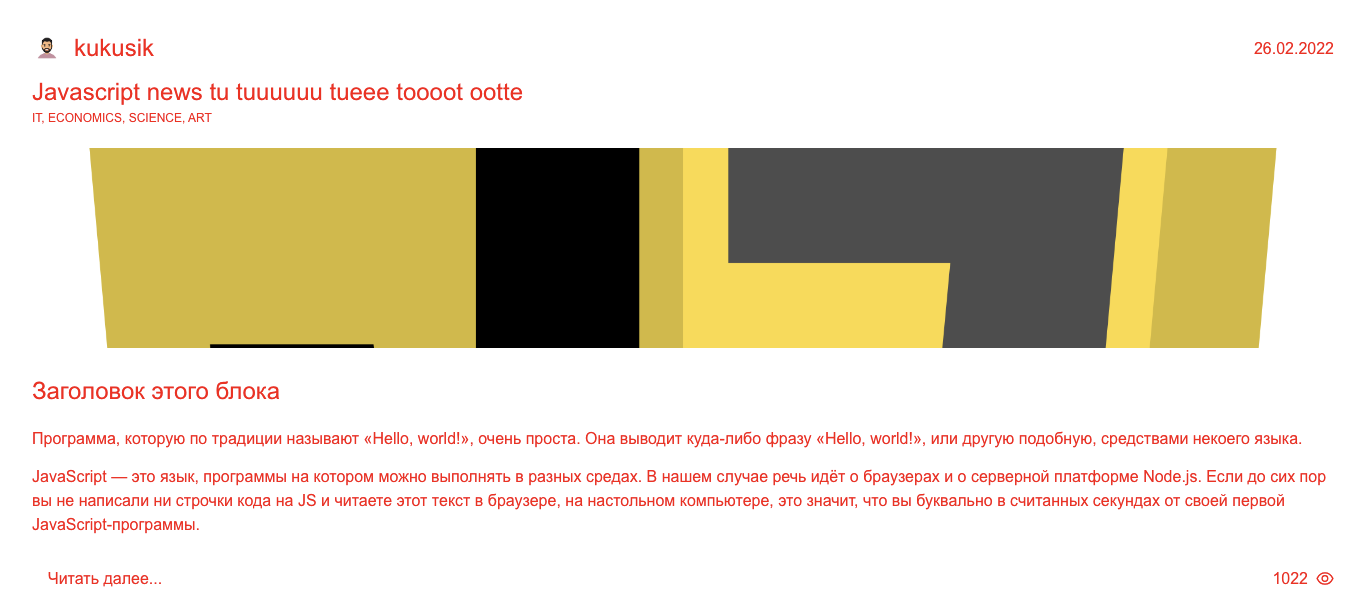 kukusik
26.02.2022
Javascript news tu tuuuuuu tueee toooot ootte
IT, ECONOMICS, SCIENCE, ART
Заголовок этого блока
Программа, которую по традиции называют «Hello, world!», очень проста. Она выводит куда-либо фразу «Hello, world!», или другую подобную, средствами некоего языка.
JavaScript — это язык, программы на котором можно выполнять в разных средах. В нашем случае речь идёт о браузерах и о серверной платформе Node.js. Если до сих пор
вы не написали ни строчки кода на JS и читаете этот текст в браузере, на настольном компьютере, это значит, что вы буквально в считанных секундах от своей первой
JavaScript-программы.
Читать далее...
1022